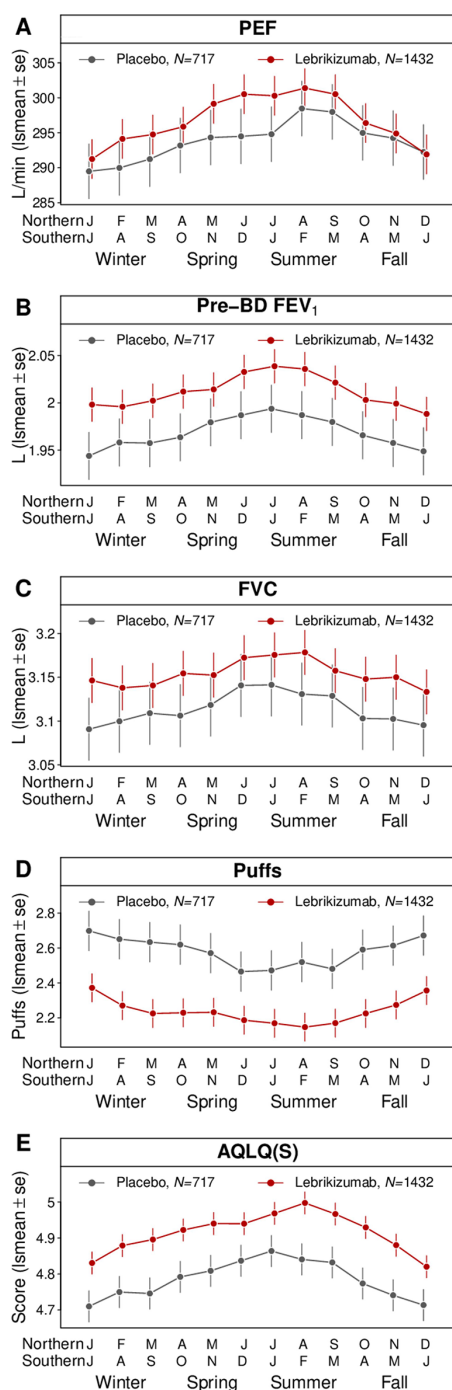 A
PEF
Placebo, N=717 Lebrikizumab, N=1432
L/min (lsmean ± se)
305
300
295
290
285
Northern J F M A M J J A S O N D
Southern J A S O N D J F M A M J
Winter Spring Summer Fall
B
Pre−BD FEV₁
Placebo, N=717 Lebrikizumab, N=1432
L (lsmean ± se)
2.05
2
1.95
Northern J F M A M J J A S O N D
Southern J A S O N D J F M A M J
Winter Spring Summer Fall
C
FVC
Placebo, N=717 Lebrikizumab, N=1432
L (lsmean ± se)
3.2
3.15
3.1
3.05
Northern J F M A M J J A S O N D
Southern J A S O N D J F M A M J
Winter Spring Summer Fall
D
Puffs
Placebo, N=717 Lebrikizumab, N=1432
Puffs (lsmean ± se)
2.8
2.6
2.4
2.2
Northern J F M A M J J A S O N D
Southern J A S O N D J F M A M J
Winter Spring Summer Fall
E
AQLQ(S)
Placebo, N=717 Lebrikizumab, N=1432
Score (lsmean ± se)
5
4.9
4.8
4.7
Northern J F M A M J J A S O N D
Southern J A S O N D J F M A M J
Winter Spring Summer Fall